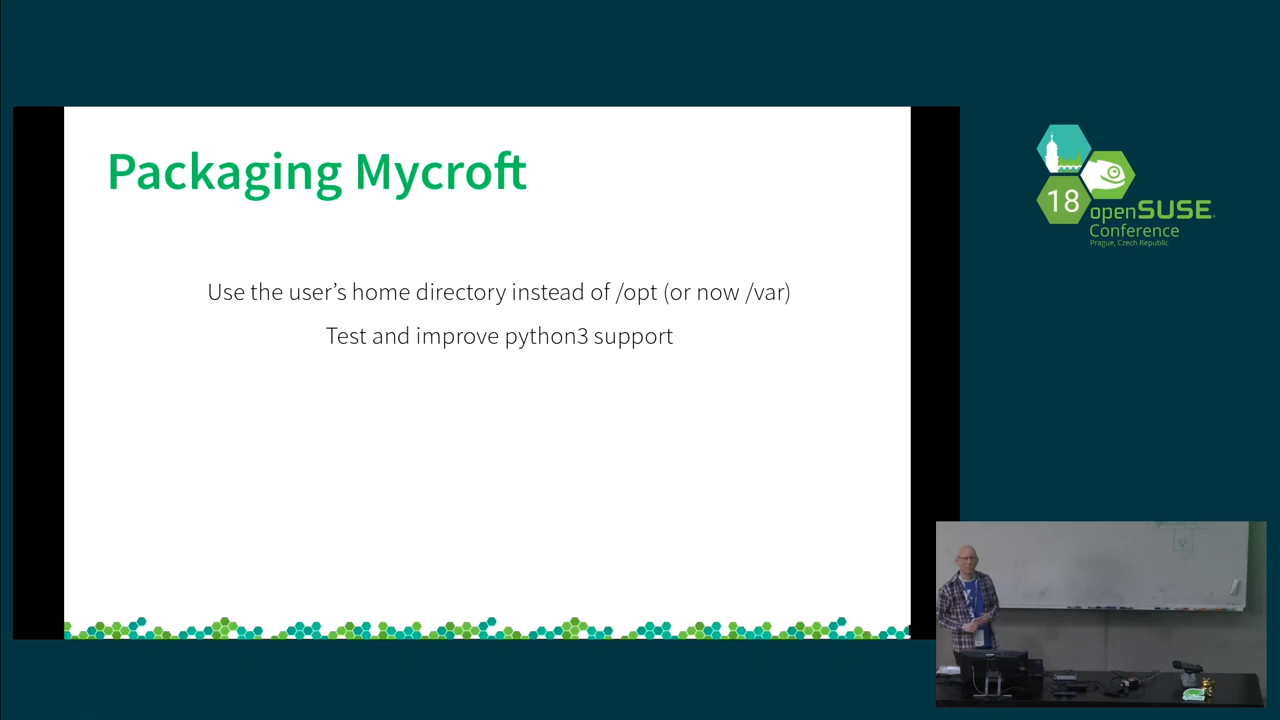 Packaging Mycroft
Use the user's home directory instead of /opt (or now /var)
Test and improve python3 support
18
openSUSE
Conference
Prague, Czech Republic